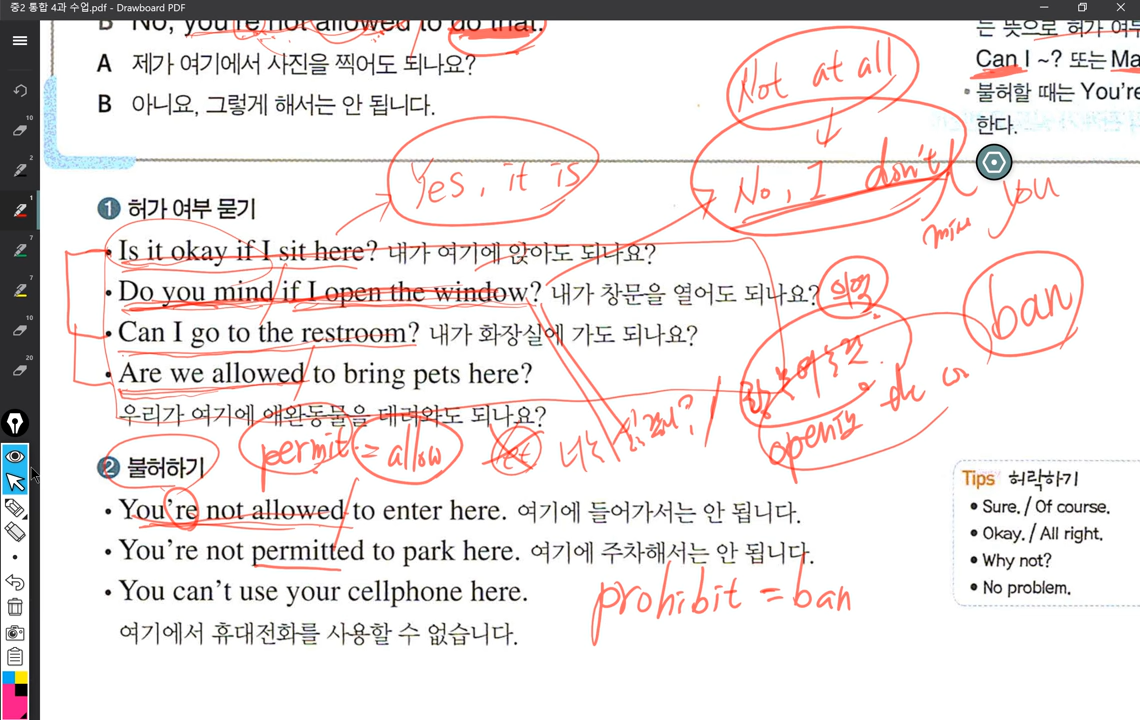 중2 통합 4과 수업.pdf - Drawboard PDF
B No, you're not allowed to do that.
A 제가 여기에서 사진을 찍어도 되나요?
B 아니요, 그렇게 해서는 안 됩니다.
는 뜻으로 허가 여부
Can I ~? 또는 Ma
불허할 때는 You're
한다.
Not at all
Yes, it is
No, I don't
you
1 허가 여부 묻기
• Is it okay if I sit here? 내가 여기에 앉아도 되나요?
• Do you mind if I open the window? 내가 창문을 열어도 되나요?
• Can I go to the restroom? 내가 화장실에 가도 되나요?
• Are we allowed to bring pets here?
우리가 여기에 애완동물을 데려와도 되나요?
ban
permit = allow
너는
2 불허하기
• You're not allowed to enter here. 여기에 들어가서는 안 됩니다.
• You're not permitted to park here. 여기에 주차해서는 안 됩니다.
• You can't use your cellphone here.
여기에서 휴대전화를 사용할 수 없습니다.
prohibit = ban
Tips 허락하기
• Sure. / Of course.
• Okay. / All right.
• Why not?
• No problem.
10
2
1
7
7
10
20